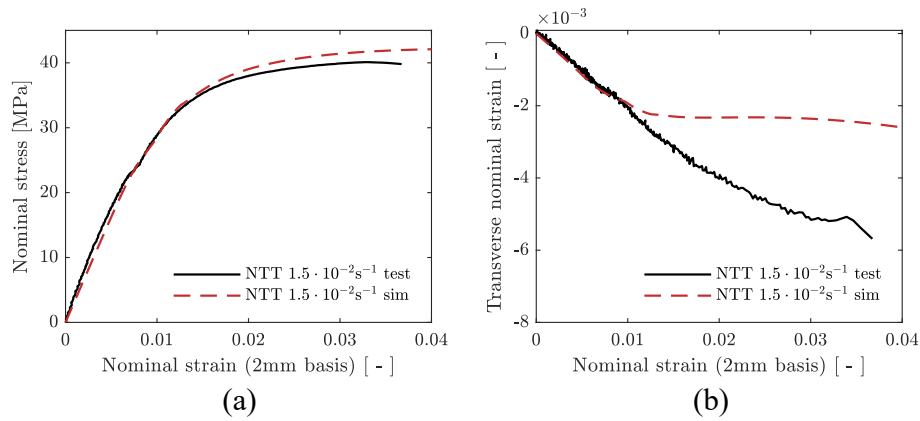 Nominal stress [MPa]
40
30
20
10
0
0 0.01 0.02 0.03 0.04
NTT 1.5 · 10⁻²s⁻¹ test
NTT 1.5 · 10⁻²s⁻¹ sim
Nominal strain (2mm basis) [ - ]
(a)
×10⁻³
Transverse nominal strain [ - ]
0
-2
-4
-6
-8
0 0.01 0.02 0.03 0.04
NTT 1.5 · 10⁻²s⁻¹ test
NTT 1.5 · 10⁻²s⁻¹ sim
Nominal strain (2mm basis) [ - ]
(b)